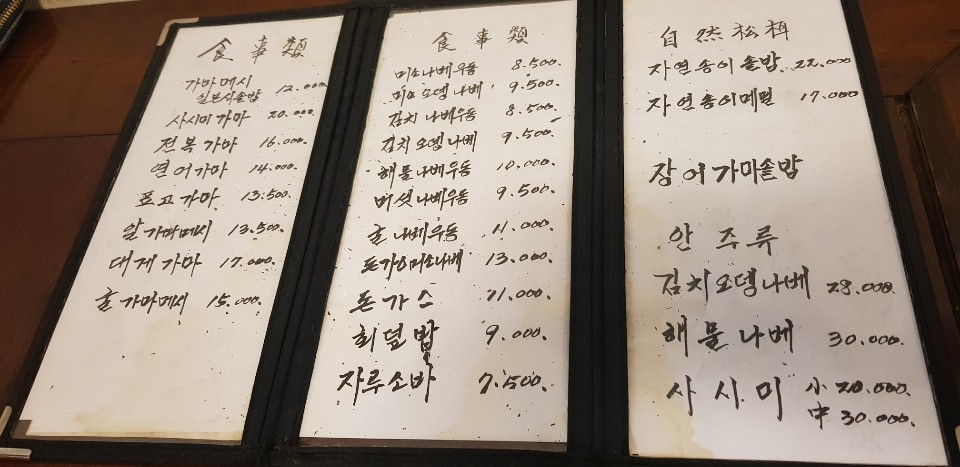 食事類
가마메시
일본식솥밥 12.000.
사시미 가마 20.000.
전복 가마 16.000.
연어가마 14.000.
표고 가마 13.500.
알 가마메시 13.500.
대게 가마 17.000.
굴 가마메시 15.000.
食事類
미소나베우동 8.500.
미소오뎅나베 9.500.
김치나베우동 8.500.
김치오뎅나베 9.500.
해물나베우동 10.000.
버섯나베우동 9.500.
굴나베우동 11.000.
돈가스미소나베 13.000.
돈가스 11.000.
회덮밥 9.000.
자루소바 7.500.
自然松栮
자연송이솥밥 22.000
자연송이메밀 17.000
장어가마솥밥
안주류
김치오뎅나베 28.000.
해물나베 30.000.
사시미 小 20.000.
中 30.000.